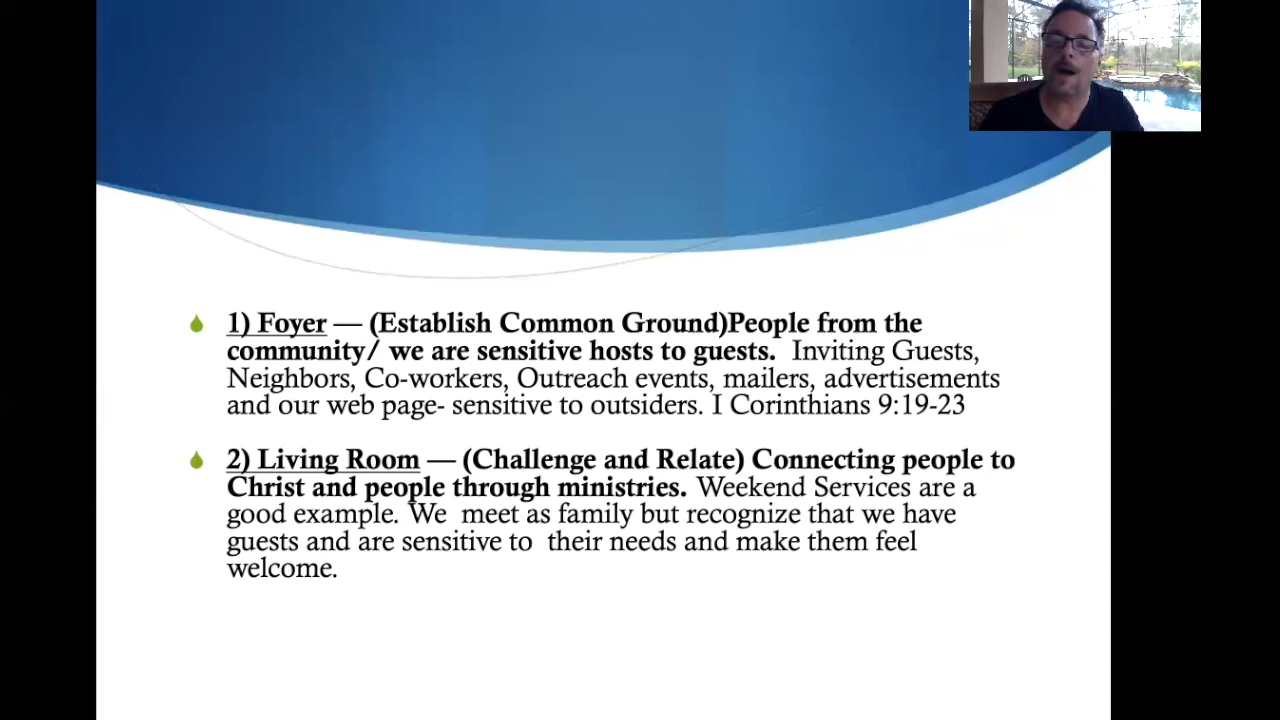 1) Foyer — (Establish Common Ground)People from the
community/ we are sensitive hosts to guests.  Inviting Guests,
Neighbors, Co-workers, Outreach events, mailers, advertisements
and our web page- sensitive to outsiders. I Corinthians 9:19-23
2) Living Room — (Challenge and Relate) Connecting people to
Christ and people through ministries. Weekend Services are a
good example. We  meet as family but recognize that we have
guests and are sensitive to  their needs and make them feel
welcome.